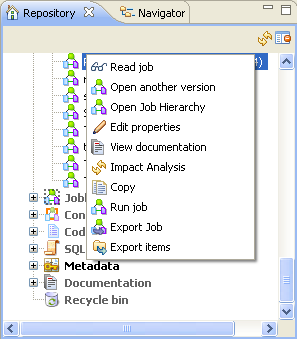 Repository
Navigator
4)
Read job
Open another version
Open Job Hierarchy
Edit properties
View documentation
Impact Analysis
Copy
Run job
Export Job
Export items
Job
Con
Cod
SQL
Metadata
Documentation
Recycle bin